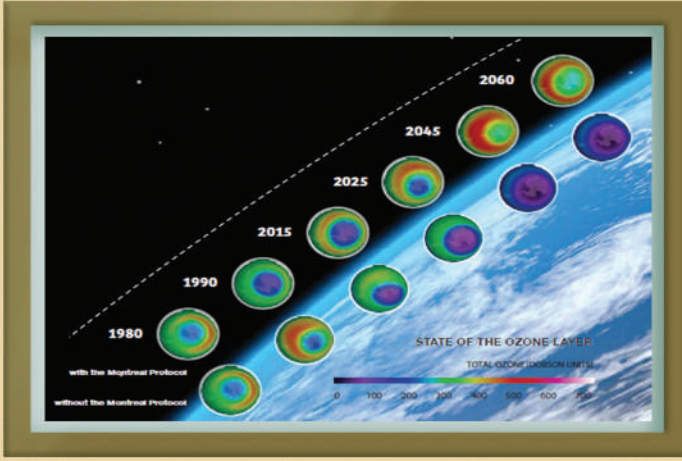 2060
2045
2025
2015
1990
1980
with the Montreal Protocol
without the Montreal Protocol
STATE OF THE OZONE LAYER
TOTAL OZONE (DOBSON UNITS)
0 100 200 300 400 500 600 700